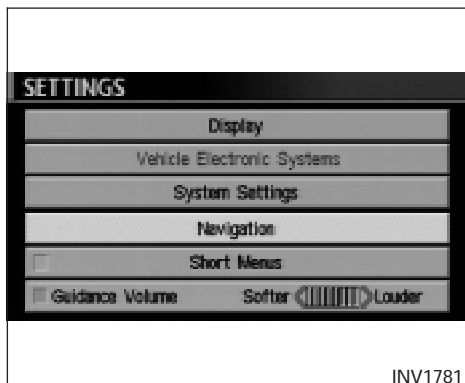 SETTINGS
Display
Vehicle Electronic Systems
System Settings
Navigation
Short Menus
Guidance Volume Softer Louder
INV1781